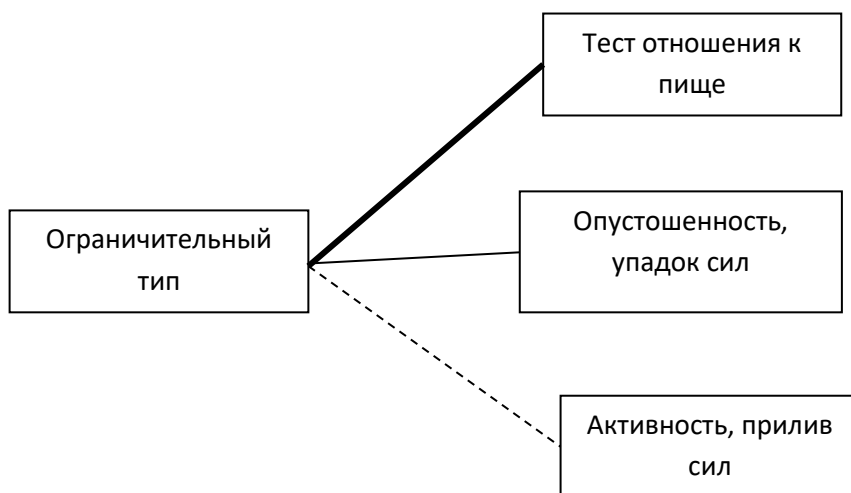 Тест отношения к
пище
Опустошенность,
упадок сил
Ограничительный
тип
Активность, прилив
сил